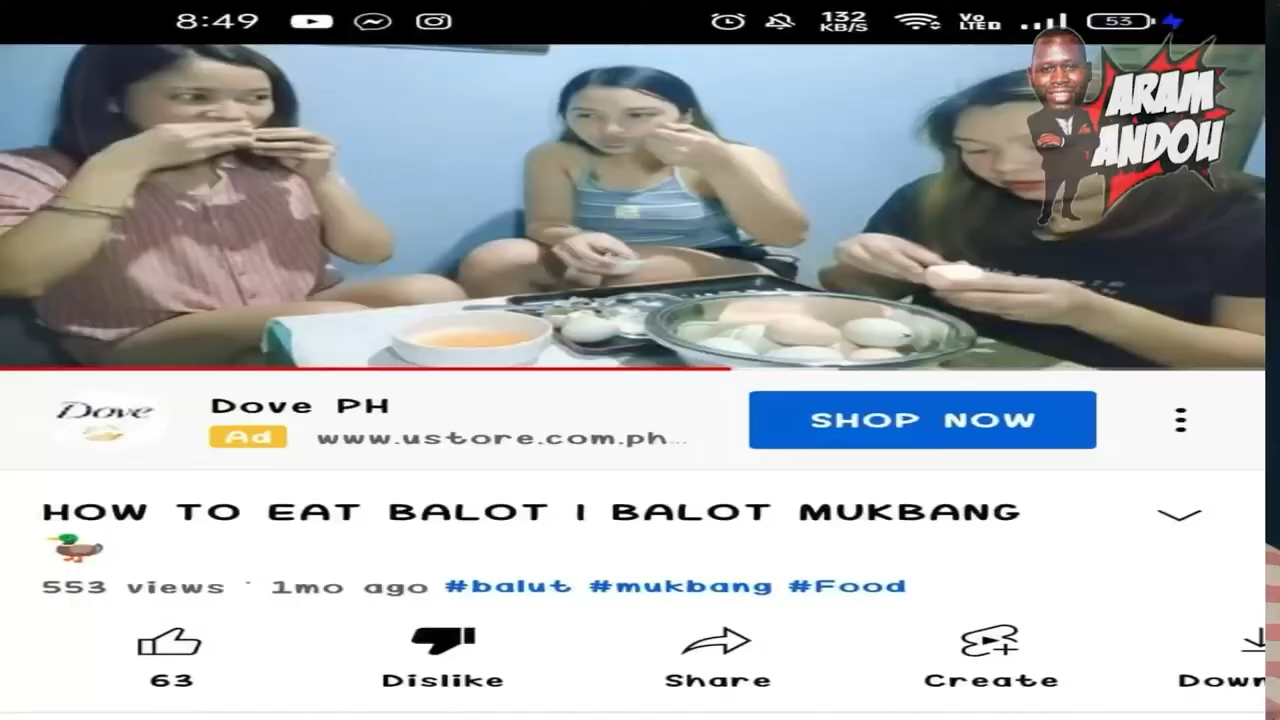 8:49
132
KB/S
Vo
LTE
53
ARAM
ANDOU
Dove
Dove PH
Ad
www.ustore.com.ph...
SHOP NOW
HOW TO EAT BALOT | BALOT MUKBANG
🦆
553 views · 1mo ago #balut #mukbang #Food
63
Dislike
Share
Create
Down